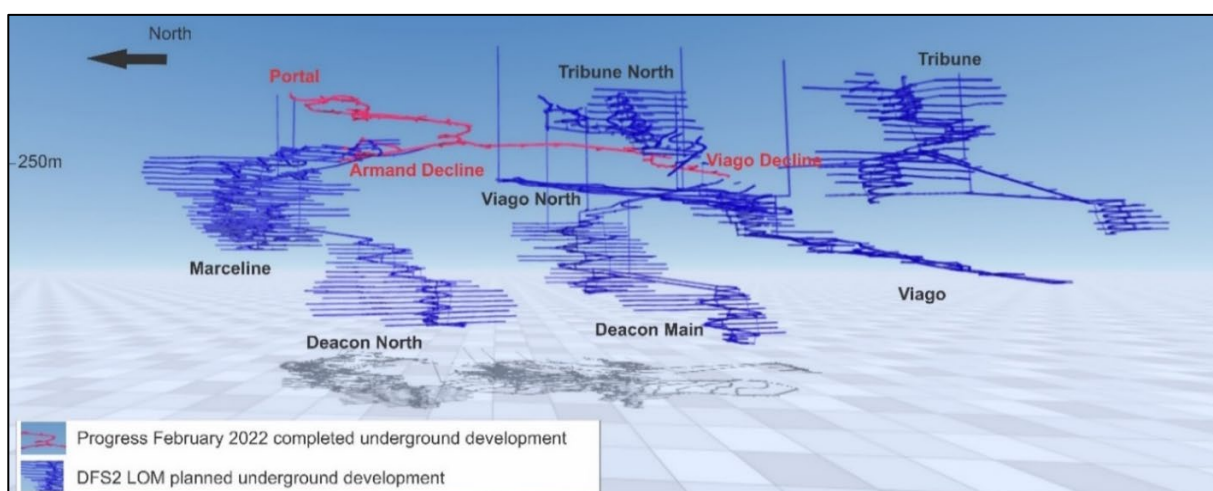 North
Portal
Tribune North
Tribune
250m
Armand Decline
Viago Decline
Viago North
Marceline
Viago
Deacon North
Deacon Main
Progress February 2022 completed underground development
DFS2 LOM planned underground development